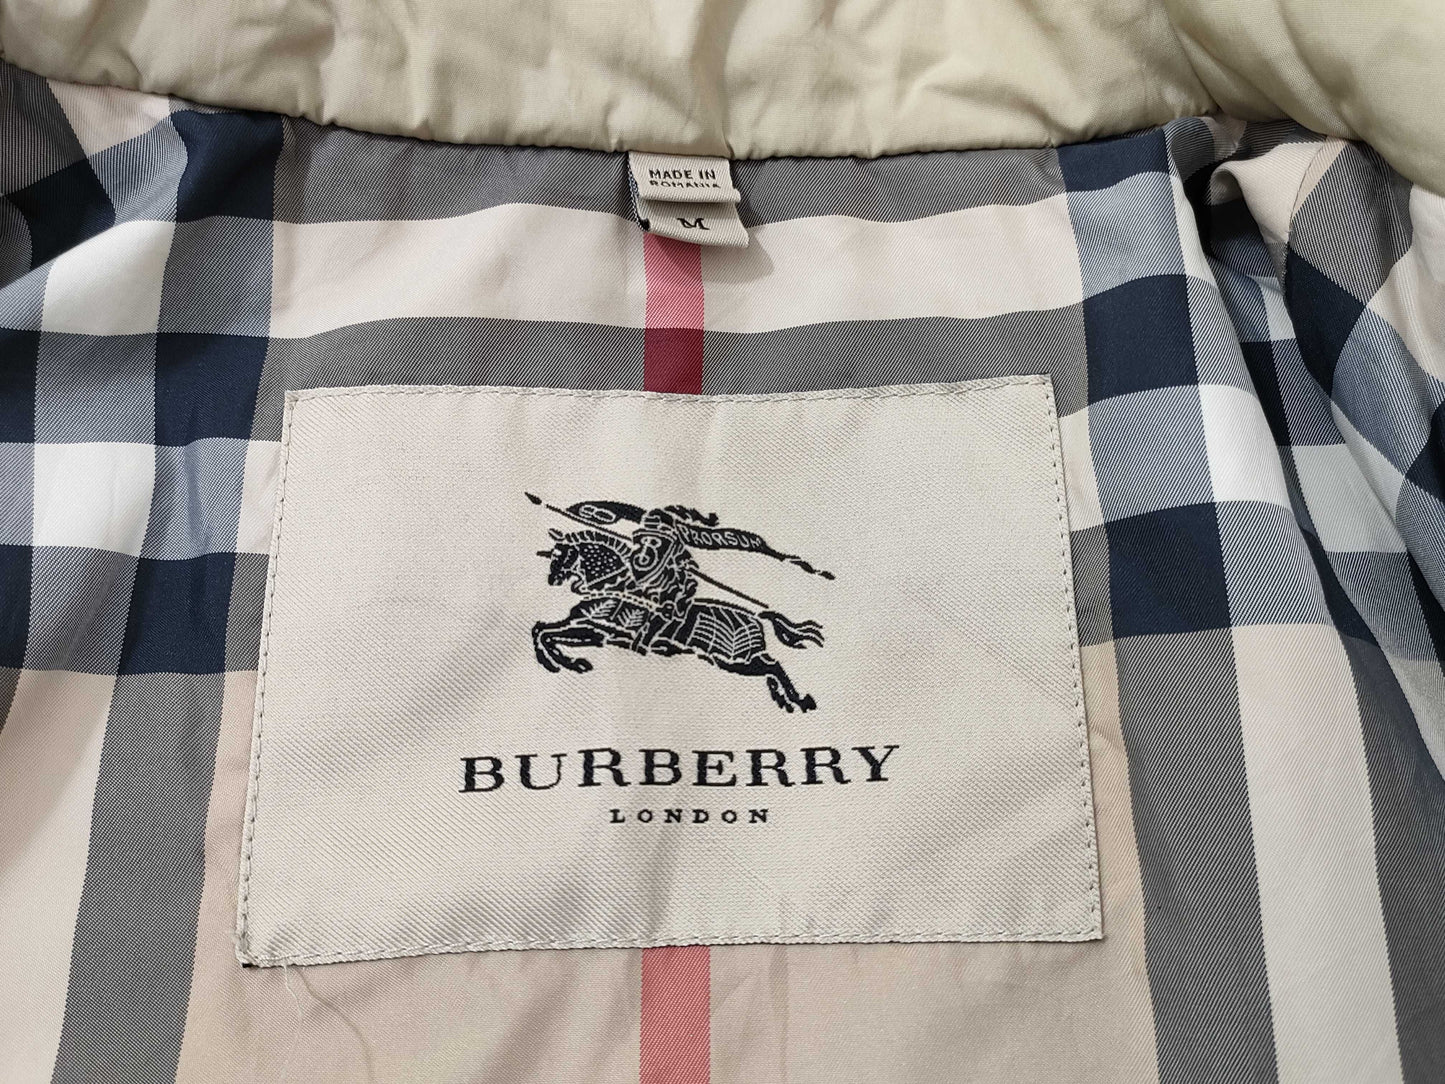 MADE IN
ROMANIA
M
PRORSUM
B
BURBERRY
LONDON